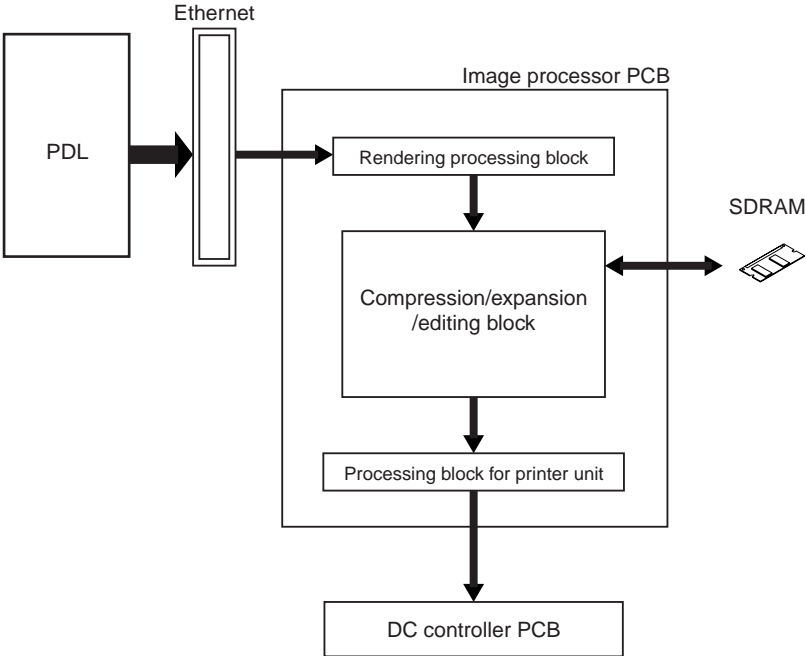 Ethernet
Image processor PCB
PDL
Rendering processing block
SDRAM
Compression/expansion
/editing block
Processing block for printer unit
DC controller PCB